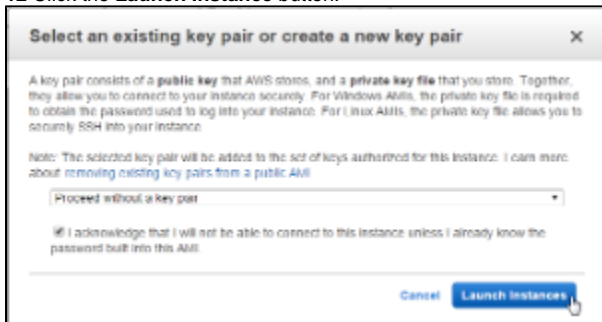 12 Click the Launch Instance button.
Select an existing key pair or create a new key pair ×
A key pair consists of a public key that AWS stores, and a private key file that you store. Together,
they allow you to connect to your instance securely. For Windows AMIs, the private key file is required
to obtain the password used to log into your instance. For Linux AMIs, the private key file allows you to
securely SSH into your instance.
Note: The selected key pair will be added to the set of keys authorized for this instance. Learn more
about removing existing key pairs from a public AMI
Proceed without a key pair
I acknowledge that I will not be able to connect to this instance unless I already know the
password built into this AMI.
Cancel Launch Instances